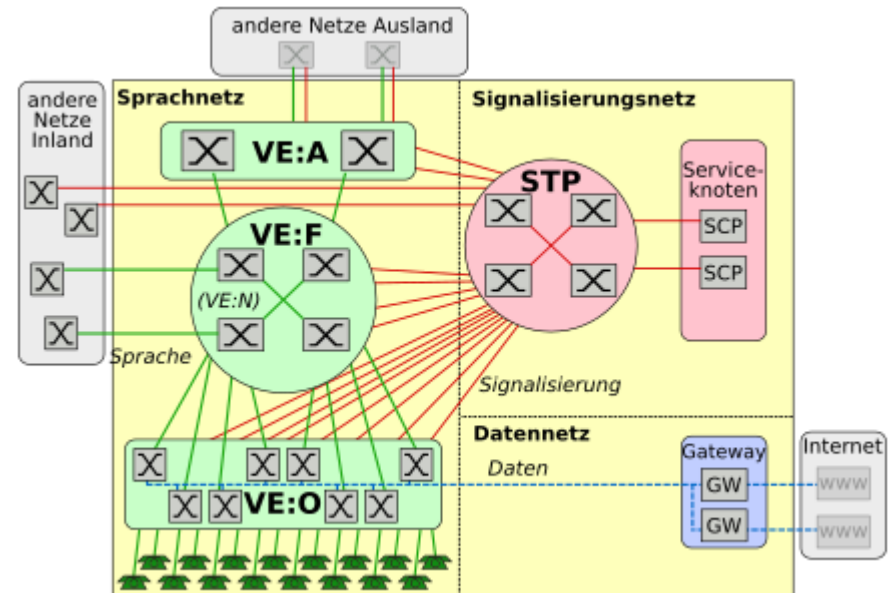 andere Netze Ausland
andere
Netze
Inland
Sprachnetz
Signalisierungsnetz
VE:A
STP
Service-
knoten
SCP
SCP
VE:F
(VE:N)
Sprache
Signalisierung
Datennetz
Daten
Gateway
GW
GW
Internet
www
www
VE:O